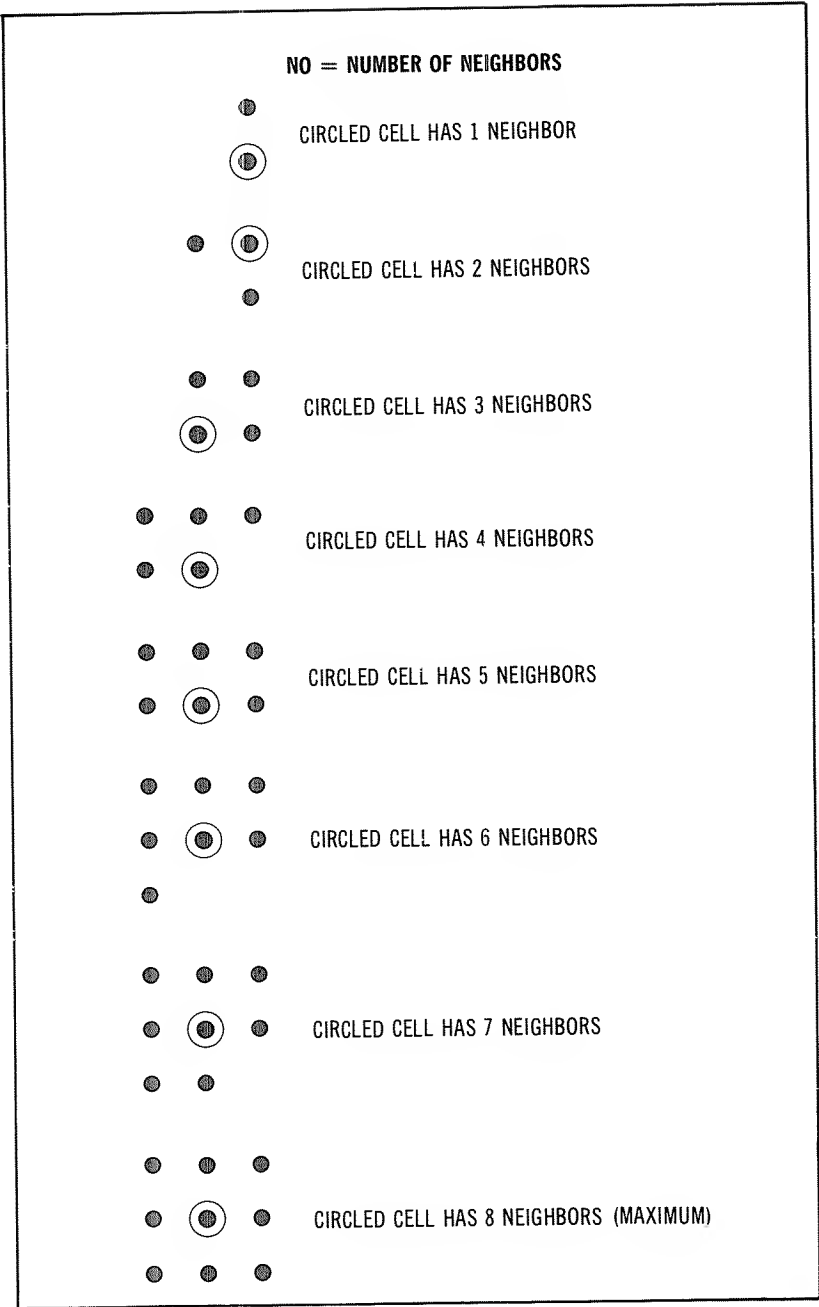 NO = NUMBER OF NEIGHBORS
CIRCLED CELL HAS 1 NEIGHBOR
CIRCLED CELL HAS 2 NEIGHBORS
CIRCLED CELL HAS 3 NEIGHBORS
CIRCLED CELL HAS 4 NEIGHBORS
CIRCLED CELL HAS 5 NEIGHBORS
CIRCLED CELL HAS 6 NEIGHBORS
CIRCLED CELL HAS 7 NEIGHBORS
CIRCLED CELL HAS 8 NEIGHBORS (MAXIMUM)